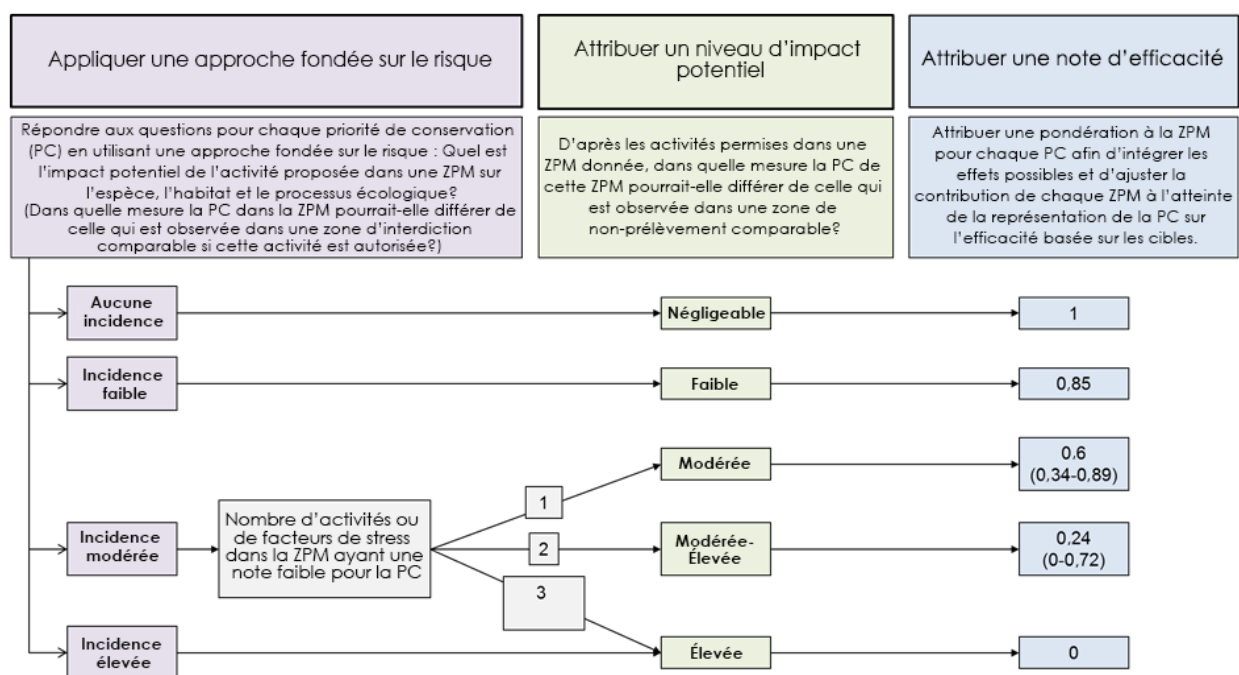 Appliquer une approche fondée sur le risque
Attribuer un niveau d'impact
potentiel
Attribuer une note d'efficacité
Répondre aux questions pour chaque priorité de conservation
(PC) en utilisant une approche fondée sur le risque : Quel est
l'impact potentiel de l'activité proposée dans une ZPM sur
l'espèce, l'habitat et le processus écologique?
(Dans quelle mesure la PC dans la ZPM pourrait-elle différer de
celle qui est observée dans une zone d'interdiction
comparable si cette activité est autorisée?)
D'après les activités permises dans une
ZPM donnée, dans quelle mesure la PC de
cette ZPM pourrait-elle différer de celle qui
est observée dans une zone de
non-prélèvement comparable?
Attribuer une pondération à la ZPM
pour chaque PC afin d'intégrer les
effets possibles et d'ajuster la
contribution de chaque ZPM à l'atteinte
de la représentation de la PC sur
l'efficacité basée sur les cibles.
Aucune
incidence
Négligeable
1
Incidence
faible
Faible
0,85
Modérée
0.6
(0,34-0,89)
1
Incidence
modérée
Nombre d'activités ou
de facteurs de stress
dans la ZPM ayant une
note faible pour la PC
2
Modérée-
Élevée
0,24
(0-0,72)
3
Incidence
élevée
Élevée
0